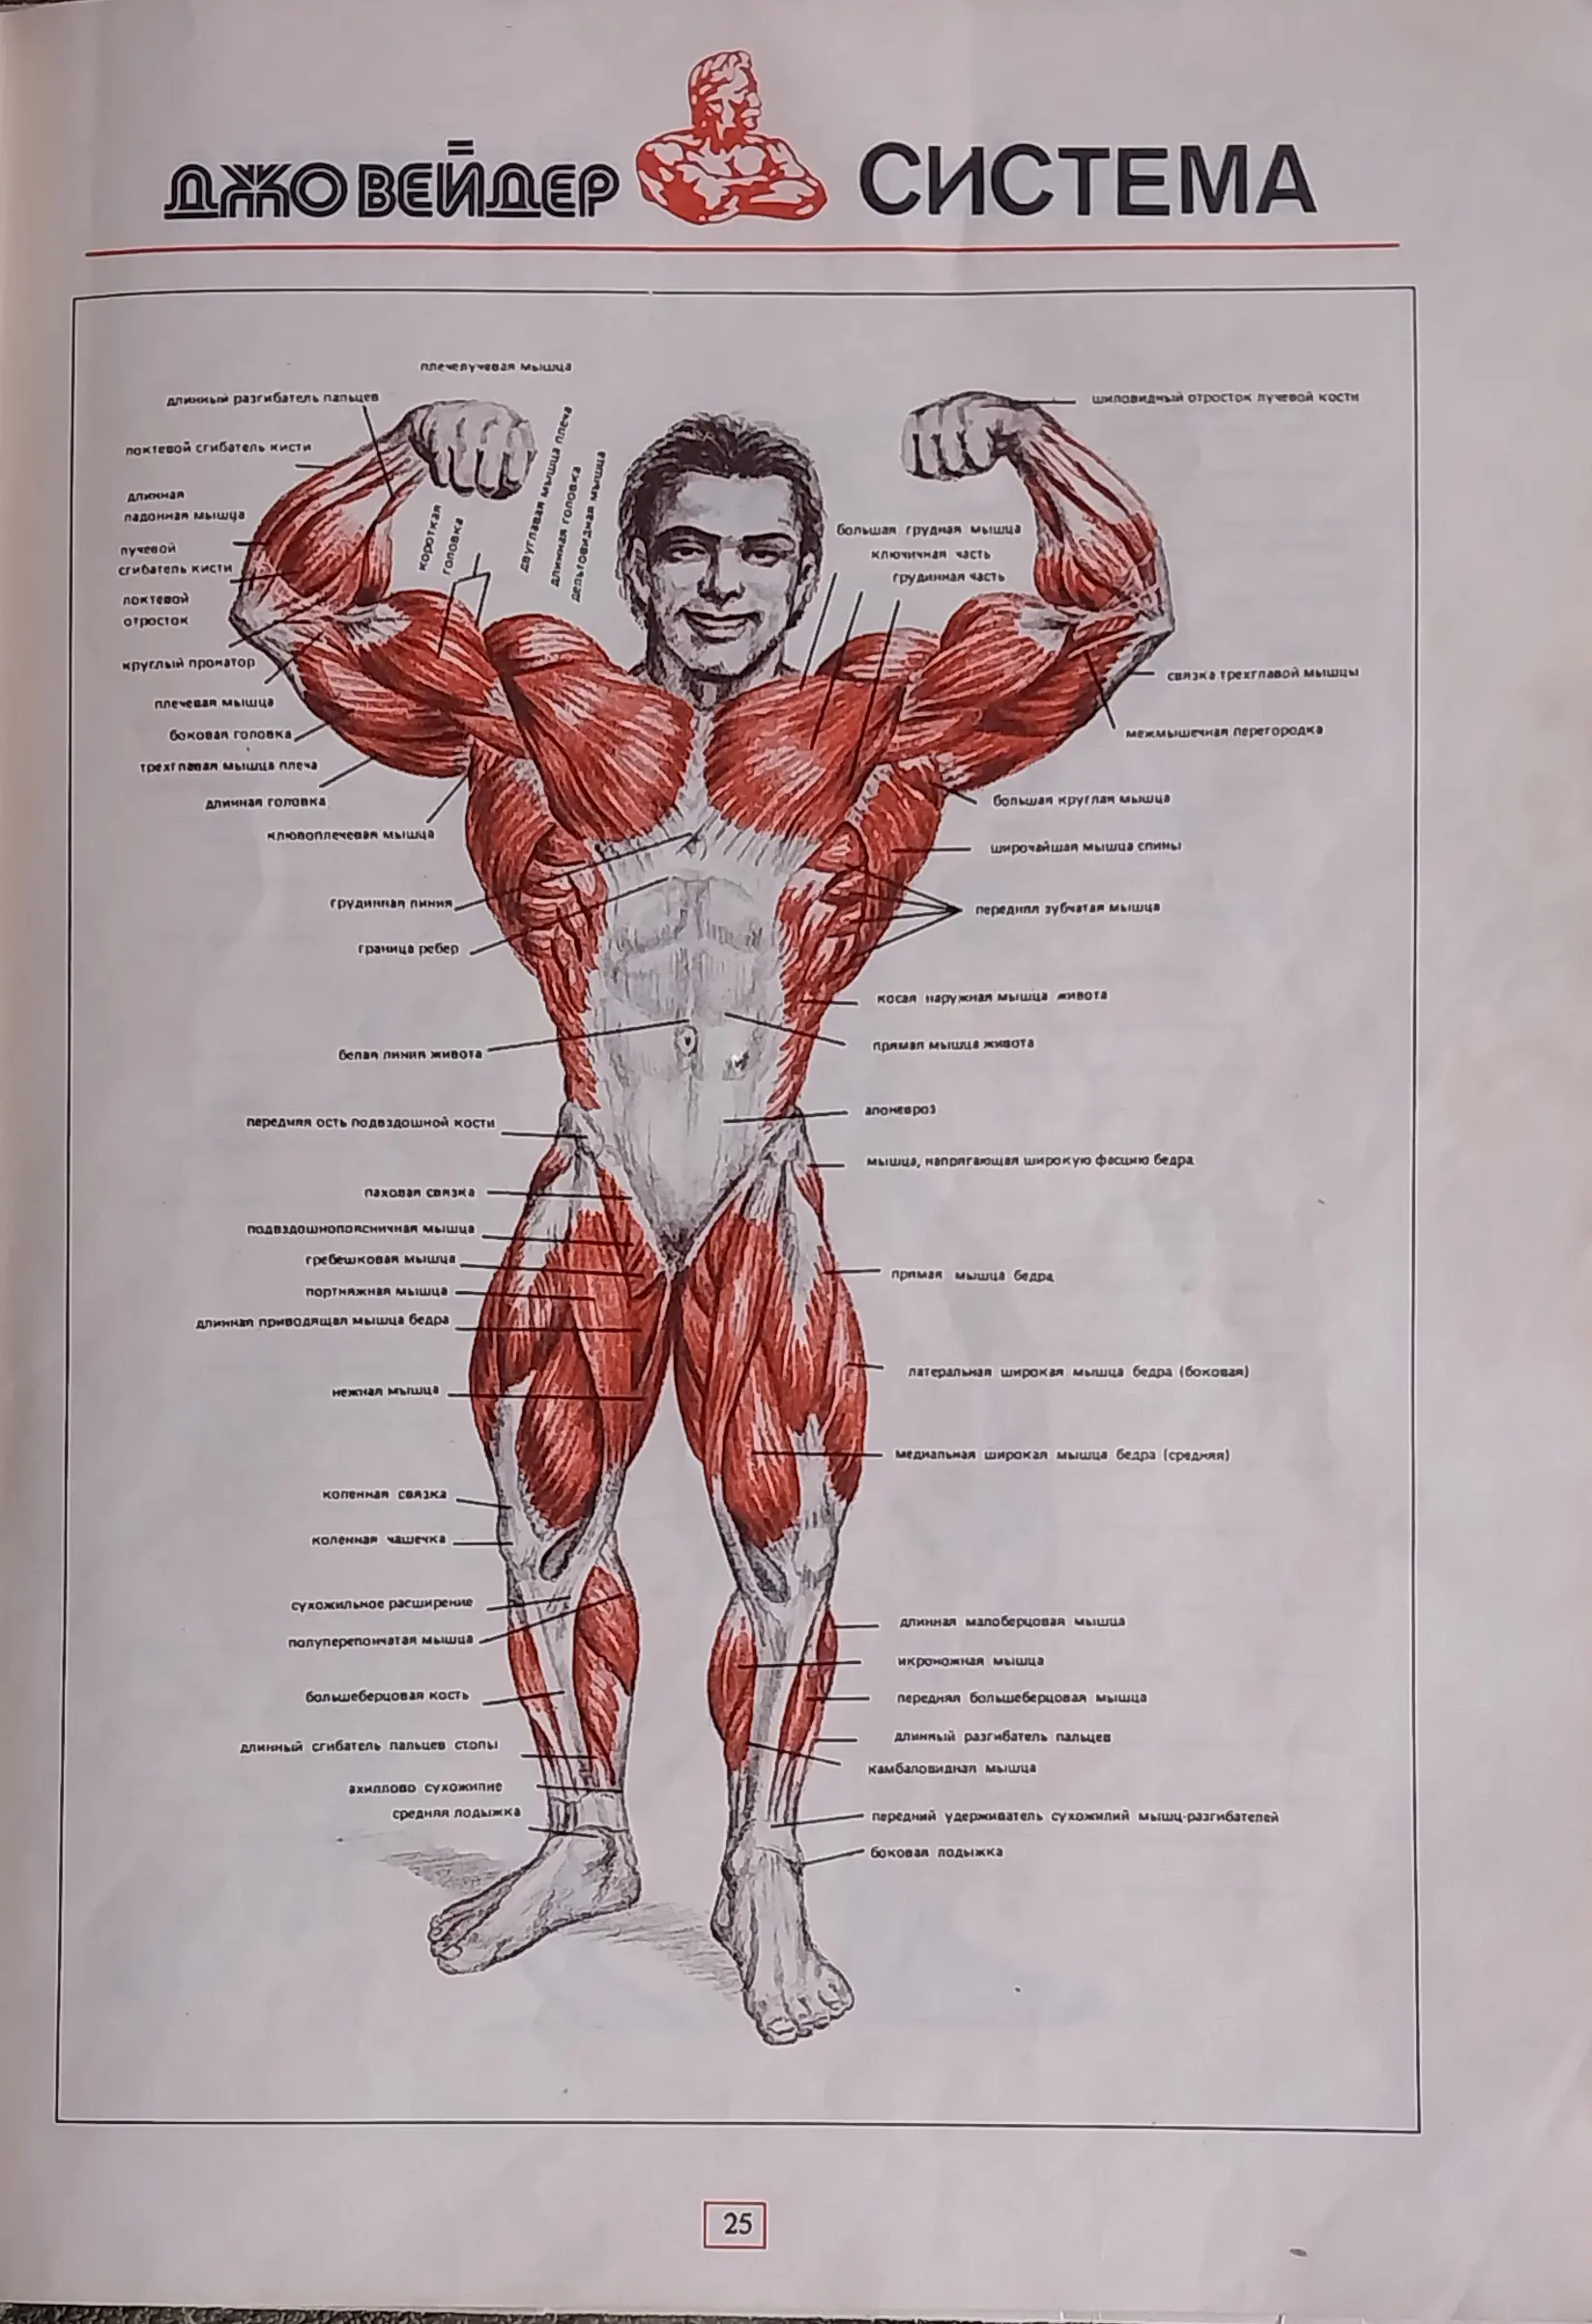 ДЖО ВЕЙДЕР СИСТЕМА
плечелучевая мышца
длинный разгибатель пальцев
локтевой сгибатель кисти
длинная
ладонная мышца
лучевой
сгибатель кисти
локтевой
отросток
круглый пронатор
плечевая мышца
боковая головка
трехглавая мышца плеча
длинная головка
клювоплечевая мышца
короткая
головка
двуглавая мышца плеча
длинная головка
дельтовидная мышца
грудинная линия
граница ребер
белая линия живота
передняя ость подвздошной кости
паховая связка
подвздошнопоясничная мышца
гребешковая мышца
портняжная мышца
длинная приводящая мышца бедра
нежная мышца
коленная связка
коленная чашечка
сухожильное расширение
полуперепончатая мышца
большеберцовая кость
длинный сгибатель пальцев стопы
ахиллово сухожилие
средняя лодыжка
шиловидный отросток лучевой кости
большая грудная мышца
ключичная часть
грудинная часть
связка трехглавой мышцы
межмышечная перегородка
большая круглая мышца
широчайшая мышца спины
передняя зубчатая мышца
косая наружная мышца живота
прямая мышца живота
апоневроз
мышца, напрягающая широкую фасцию бедра
прямая мышца бедра
латеральная широкая мышца бедра (боковая)
медиальная широкая мышца бедра (средняя)
длинная малоберцовая мышца
икроножная мышца
передняя большеберцовая мышца
длинный разгибатель пальцев
камбаловидная мышца
передний удерживатель сухожилий мышц-разгибателей
боковая лодыжка
25